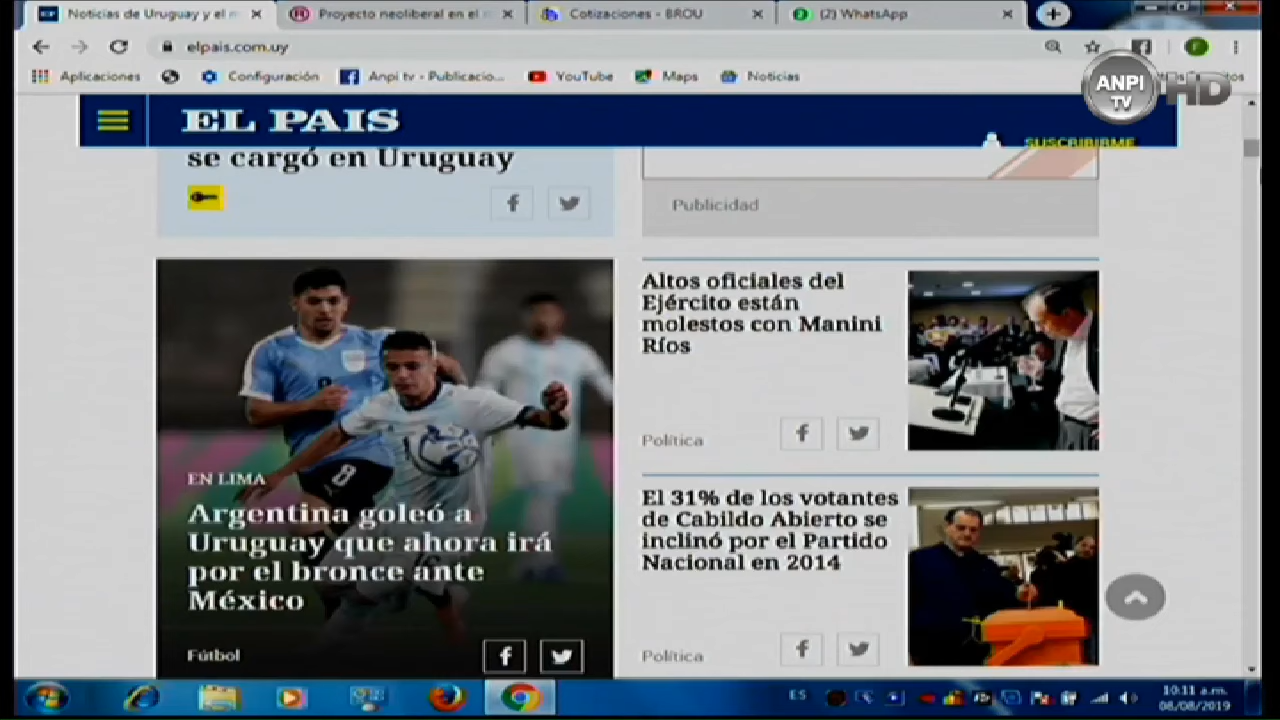 Noticias de Uruguay y el m
Proyecto neoliberal en el
Cotizaciones - BROU
(2) WhatsApp
elpais.com.uy
Aplicaciones
Configuración
Anpi tv - Publicacio...
YouTube
Maps
Noticias
ANPI
TV
HD
EL PAIS
SUSCRIBIRME
se cargó en Uruguay
Publicidad
Altos oficiales del
Ejército están
molestos con Manini
Ríos
Política
EN LIMA
Argentina goleó a
Uruguay que ahora irá
por el bronce ante
México
Fútbol
El 31% de los votantes
de Cabildo Abierto se
inclinó por el Partido
Nacional en 2014
Política
8
ES
10:11 a.m.
08/08/2019